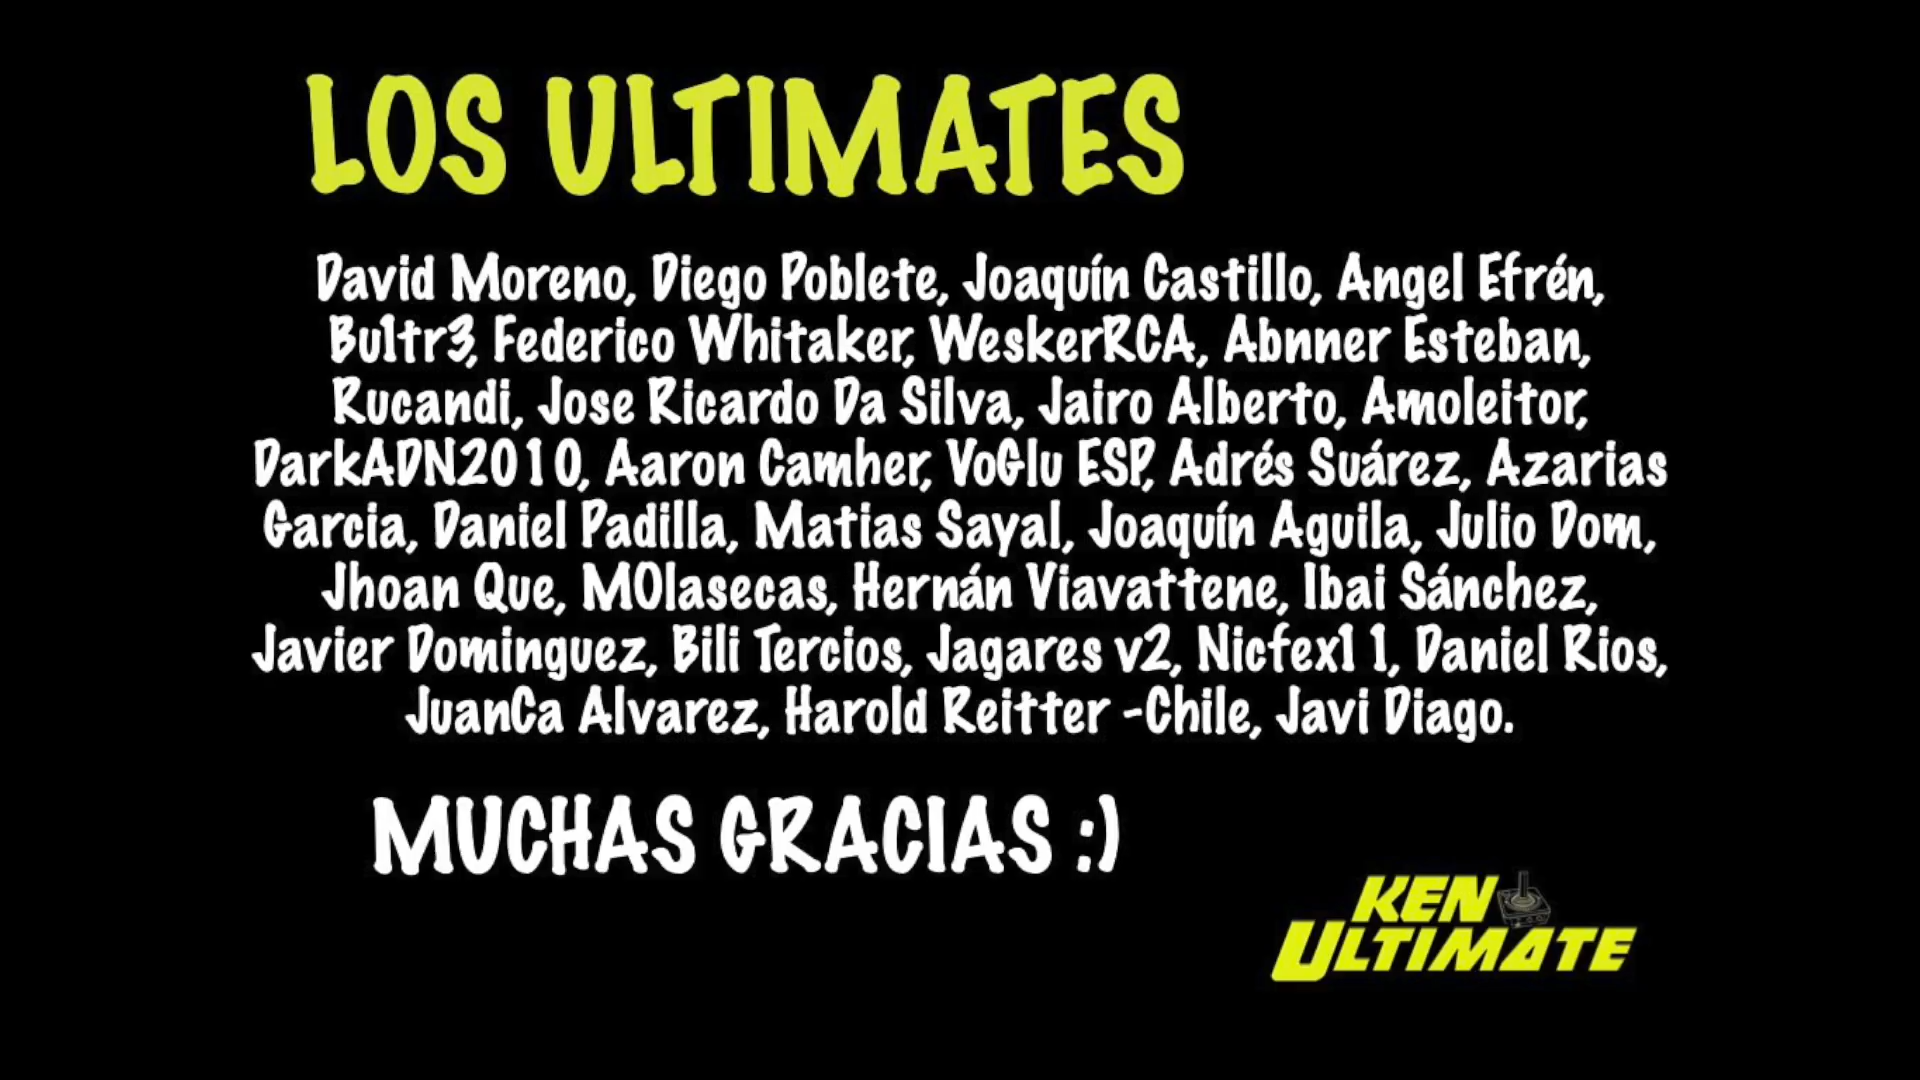 LOS ULTIMATES
David Moreno, Diego Poblete, Joaquín Castillo, Angel Efrén,
Bu1tr3, Federico Whitaker, WeskerRCA, Abnner Esteban,
Rucandi, Jose Ricardo Da Silva, Jairo Alberto, Amoleitor,
DarkADN2010, Aaron Camher, VoGlu ESP, Adrés Suárez, Azarias
Garcia, Daniel Padilla, Matias Sayal, Joaquín Aguila, Julio Dom,
Jhoan Que, M0lasecas, Hernán Viavattene, Ibai Sánchez,
Javier Dominguez, Bili Tercios, Jagares v2, Nicfex11, Daniel Rios,
JuanCa Alvarez, Harold Reitter -Chile, Javi Diago.
MUCHAS GRACIAS :)
KEN
ULTIMATE